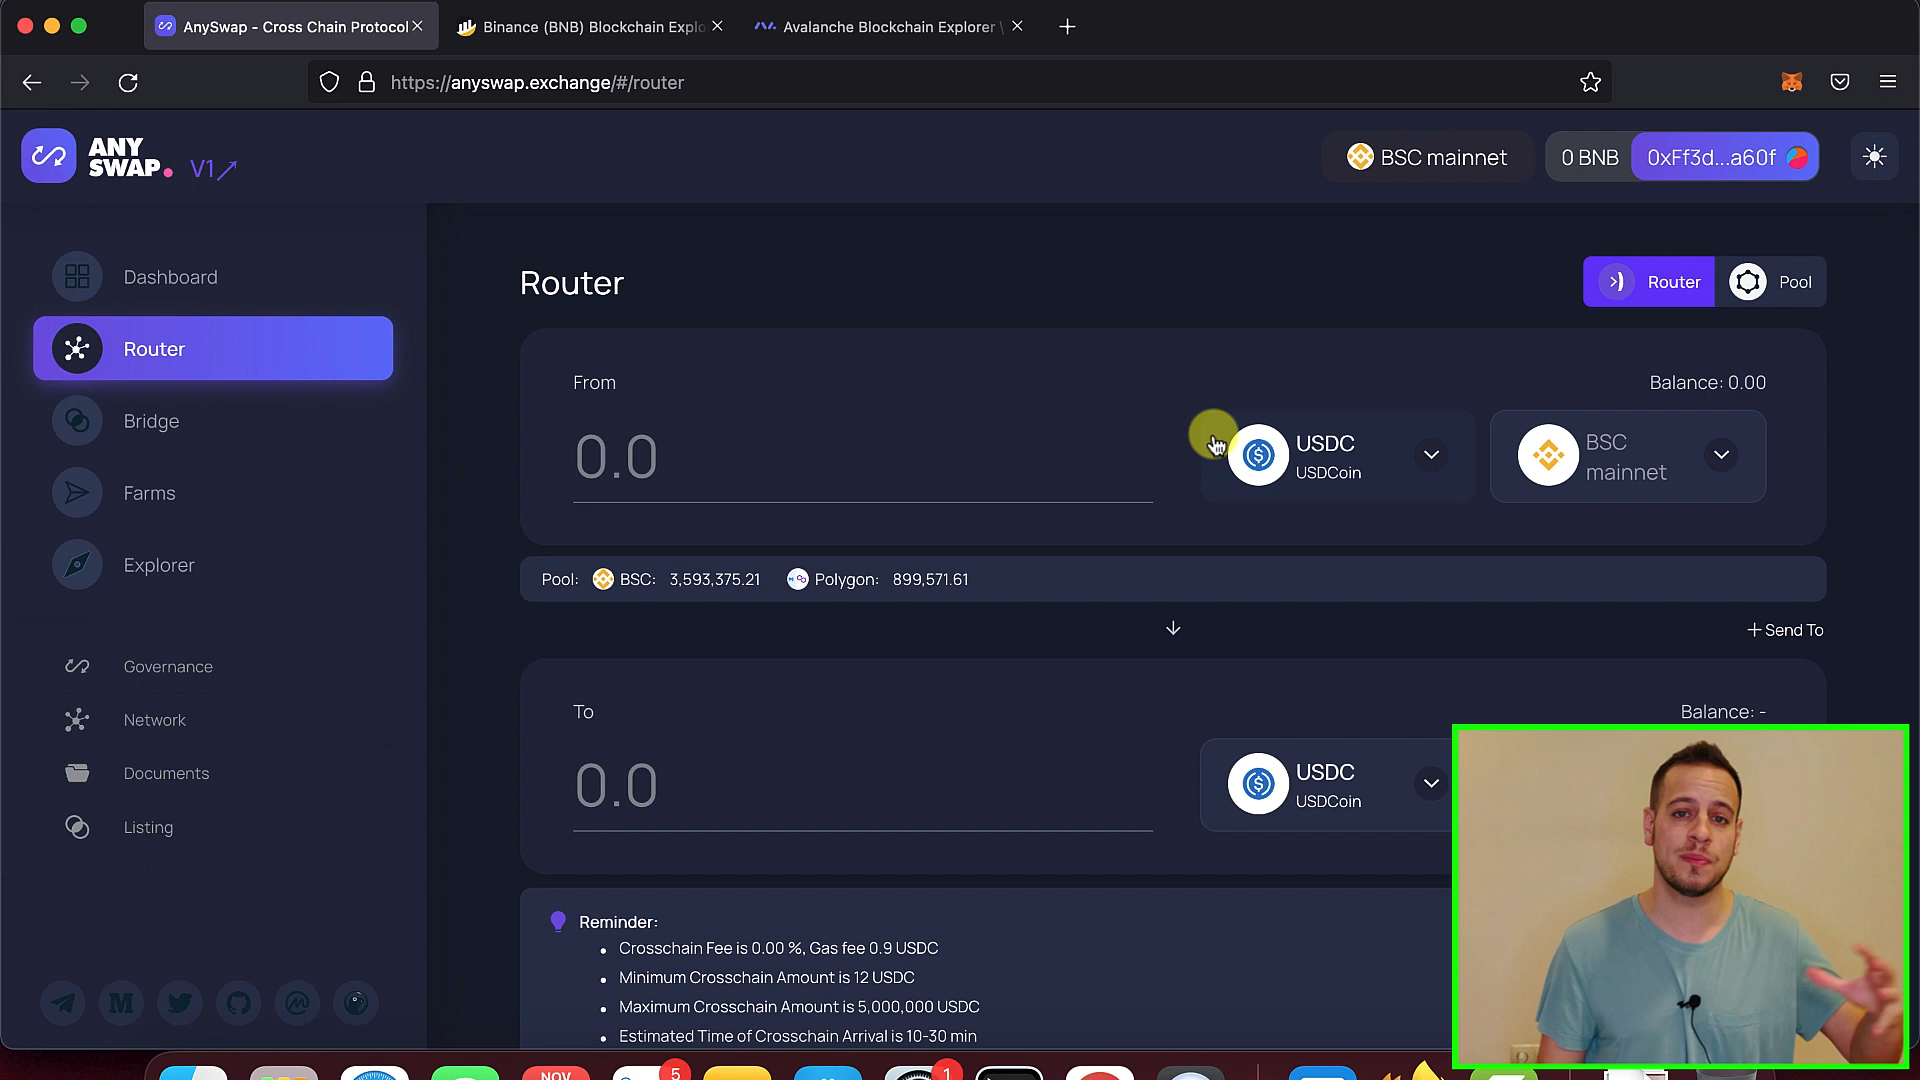 AnySwap - Cross Chain Protocol
Binance (BNB) Blockchain Explo
Avalanche Blockchain Explorer \
https://anyswap.exchange/#/router
ANY
SWAP.
V1
BSC mainnet
0 BNB
0xFf3d...a60f
Dashboard
Router
Bridge
Farms
Explorer
Governance
Network
Documents
Listing
Router
Router
Pool
From
Balance: 0.00
0.0
USDC
USDCoin
BSC
mainnet
Pool: BSC: 3,593,375.21 Polygon: 899,571.61
+ Send To
To
Balance: -
0.0
USDC
USDCoin
Reminder:
Crosschain Fee is 0.00 %, Gas fee 0.9 USDC
Minimum Crosschain Amount is 12 USDC
Maximum Crosschain Amount is 5,000,000 USDC
Estimated Time of Crosschain Arrival is 10-30 min
NOV
5
1